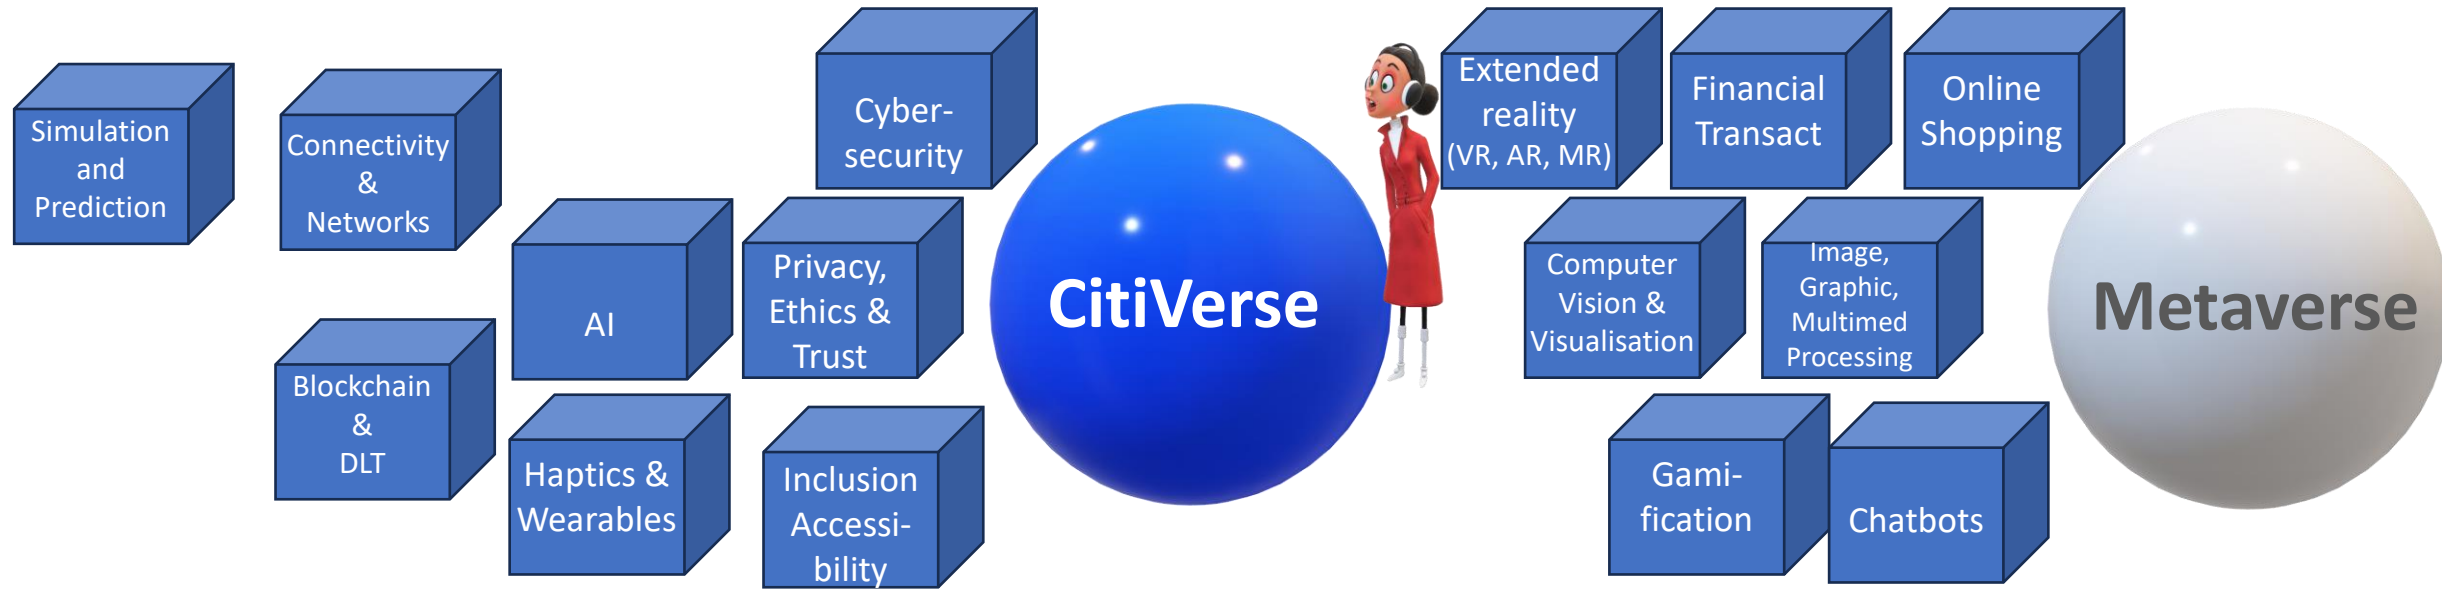 Simulation
and
Prediction
Connectivity
&
Networks
Blockchain
&
DLT
AI
Haptics &
Wearables
Cyber-
security
Privacy,
Ethics &
Trust
Inclusion
Accessi-
bility
CitiVerse
Extended
reality
(VR, AR, MR)
Financial
Transact
Online
Shopping
Computer
Vision &
Visualisation
Image,
Graphic,
Multimed
Processing
Gami-
fication
Chatbots
Metaverse